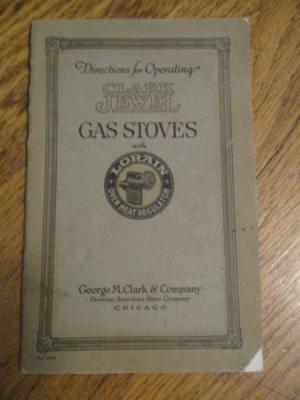 Directions for Operating
CLARK
JEWEL
GAS STOVES
with
LORAIN
OVEN HEAT REGULATOR
George M. Clark & Company
Division American Stove Company
CHICAGO